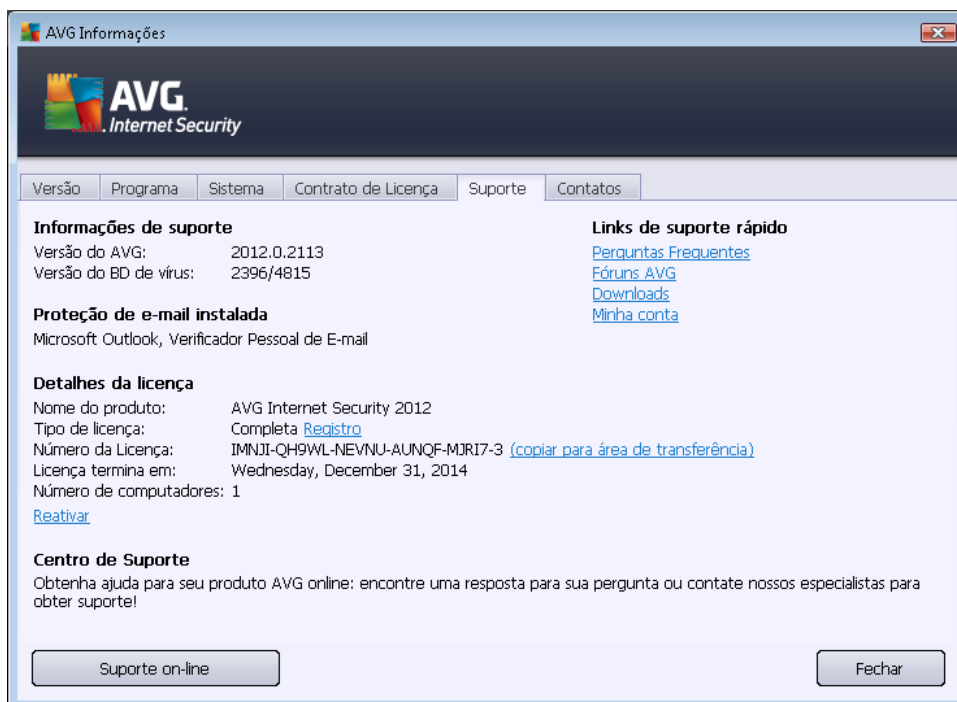 AVG Informações
AVG.
Internet Security
Versão Programa Sistema Contrato de Licença Suporte Contatos
Informações de suporte
Versão do AVG: 2012.0.2113
Versão do BD de vírus: 2396/4815
Links de suporte rápido
Perguntas Frequentes
Fóruns AVG
Downloads
Minha conta
Proteção de e-mail instalada
Microsoft Outlook, Verificador Pessoal de E-mail
Detalhes da licença
Nome do produto: AVG Internet Security 2012
Tipo de licença: Completa Registro
Número da Licença: IMNJI-QH9WL-NEVNU-AUNQF-MJRI7-3 (copiar para área de transferência)
Licença termina em: Wednesday, December 31, 2014
Número de computadores: 1
Reativar
Centro de Suporte
Obtenha ajuda para seu produto AVG online: encontre uma resposta para sua pergunta ou contate nossos especialistas para
obter suporte!
Suporte on-line
Fechar